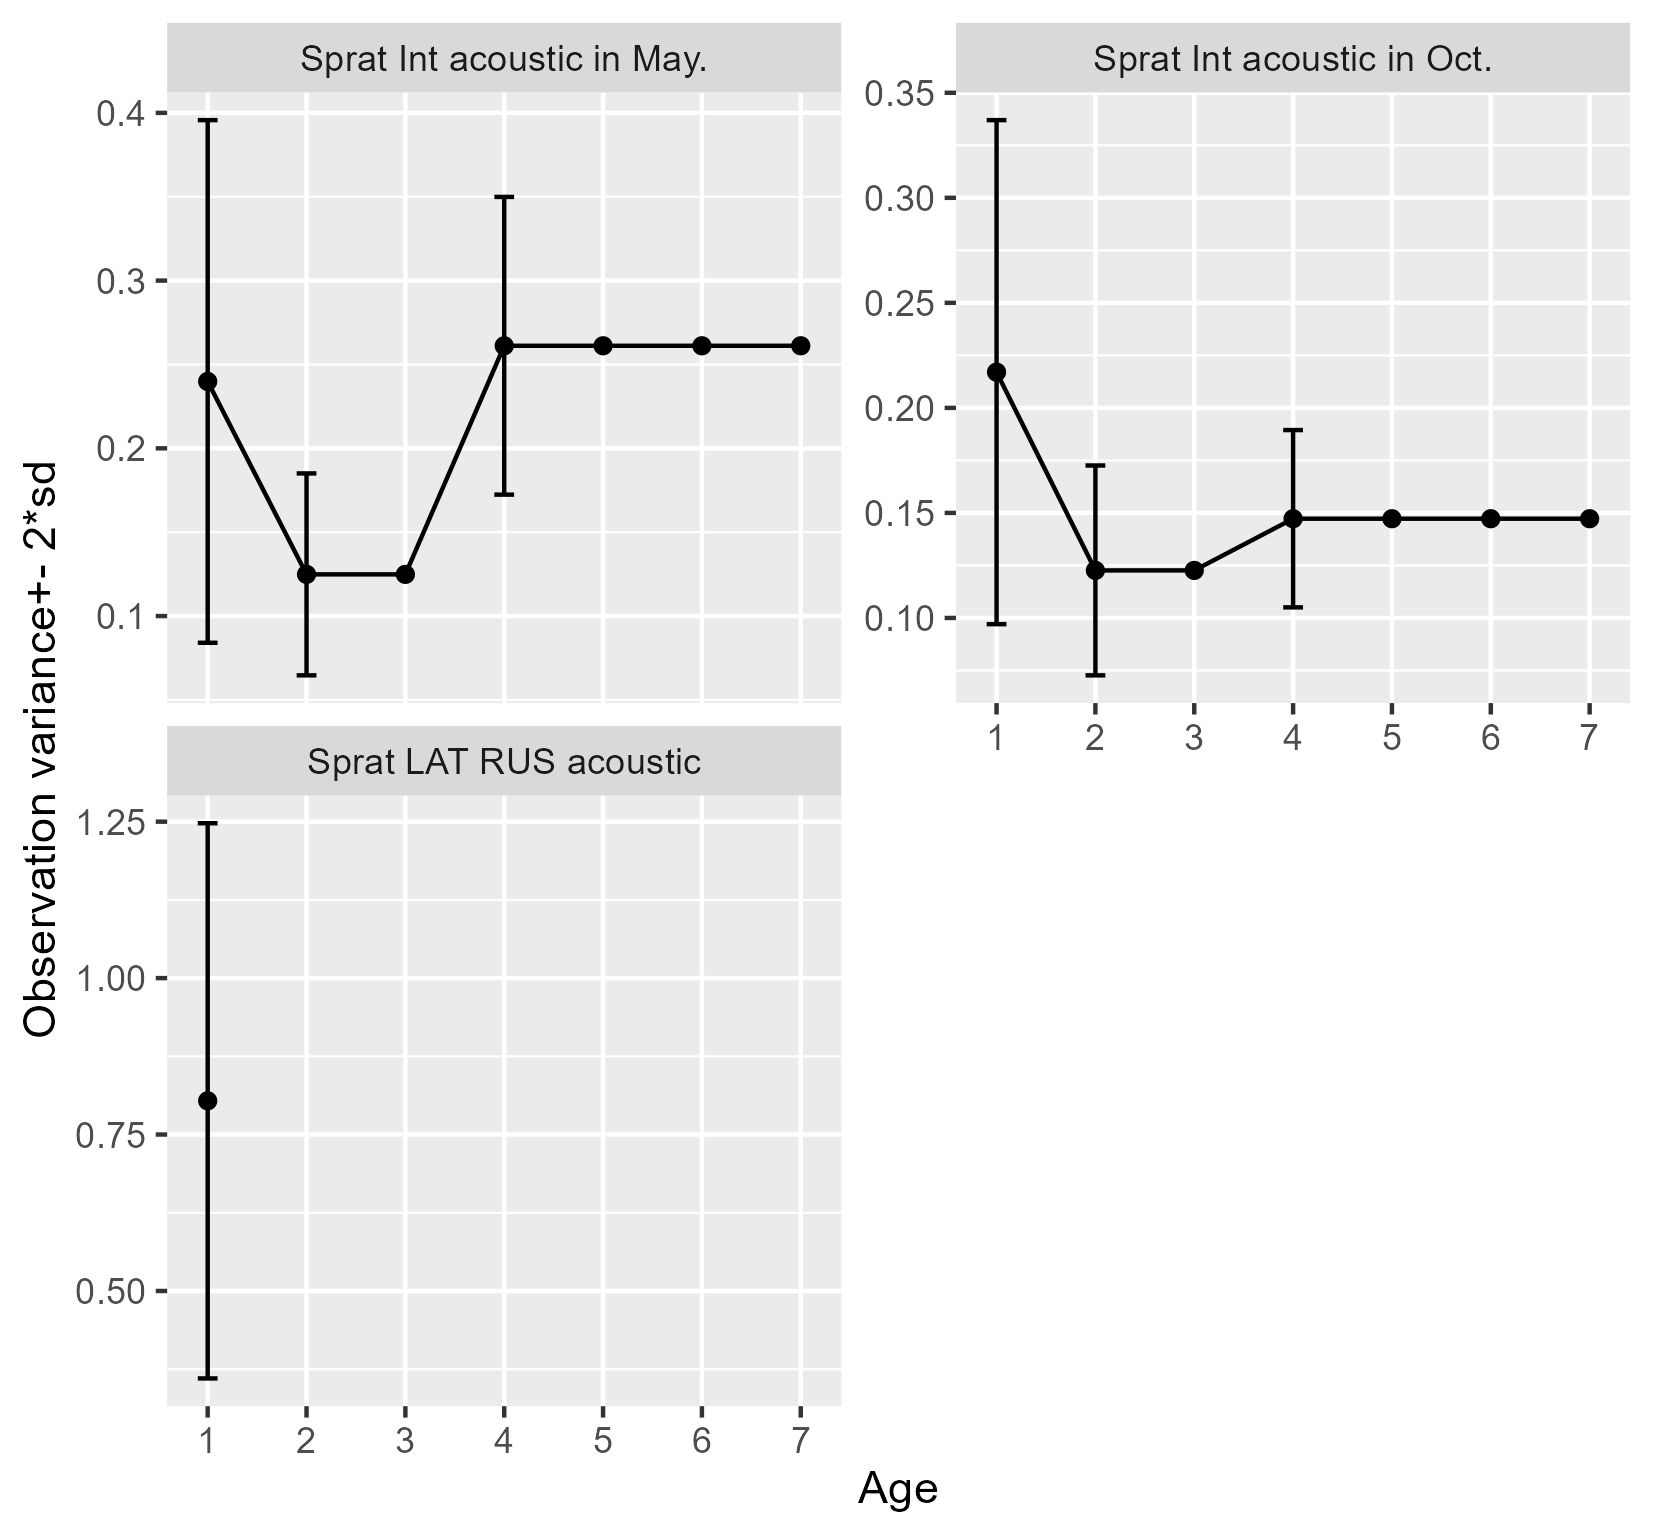 Sprat Int acoustic in May.
Sprat Int acoustic in Oct.
0.4
0.3
0.2
0.1
0.35
0.30
0.25
0.20
0.15
0.10
1 2 3 4 5 6 7
Observation variance+- 2*sd
Sprat LAT RUS acoustic
1.25
1.00
0.75
0.50
1 2 3 4 5 6 7
Age